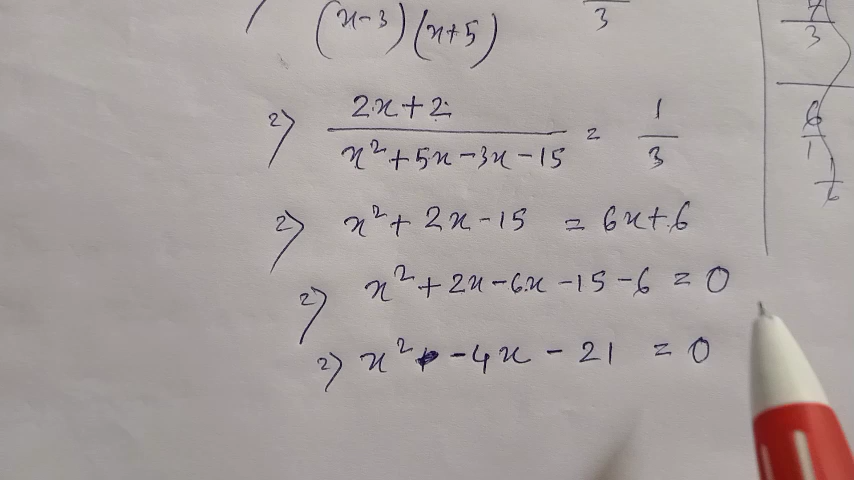 (x-3)(x+5) 3
⇒ 2x+2 / x²+5x-3x-15 = 1/3
⇒ x²+2x-15 = 6x+6
⇒ x²+2x-6x-15-6 = 0
⇒ x² -4x-21 = 0
7/3
6/1
1/6